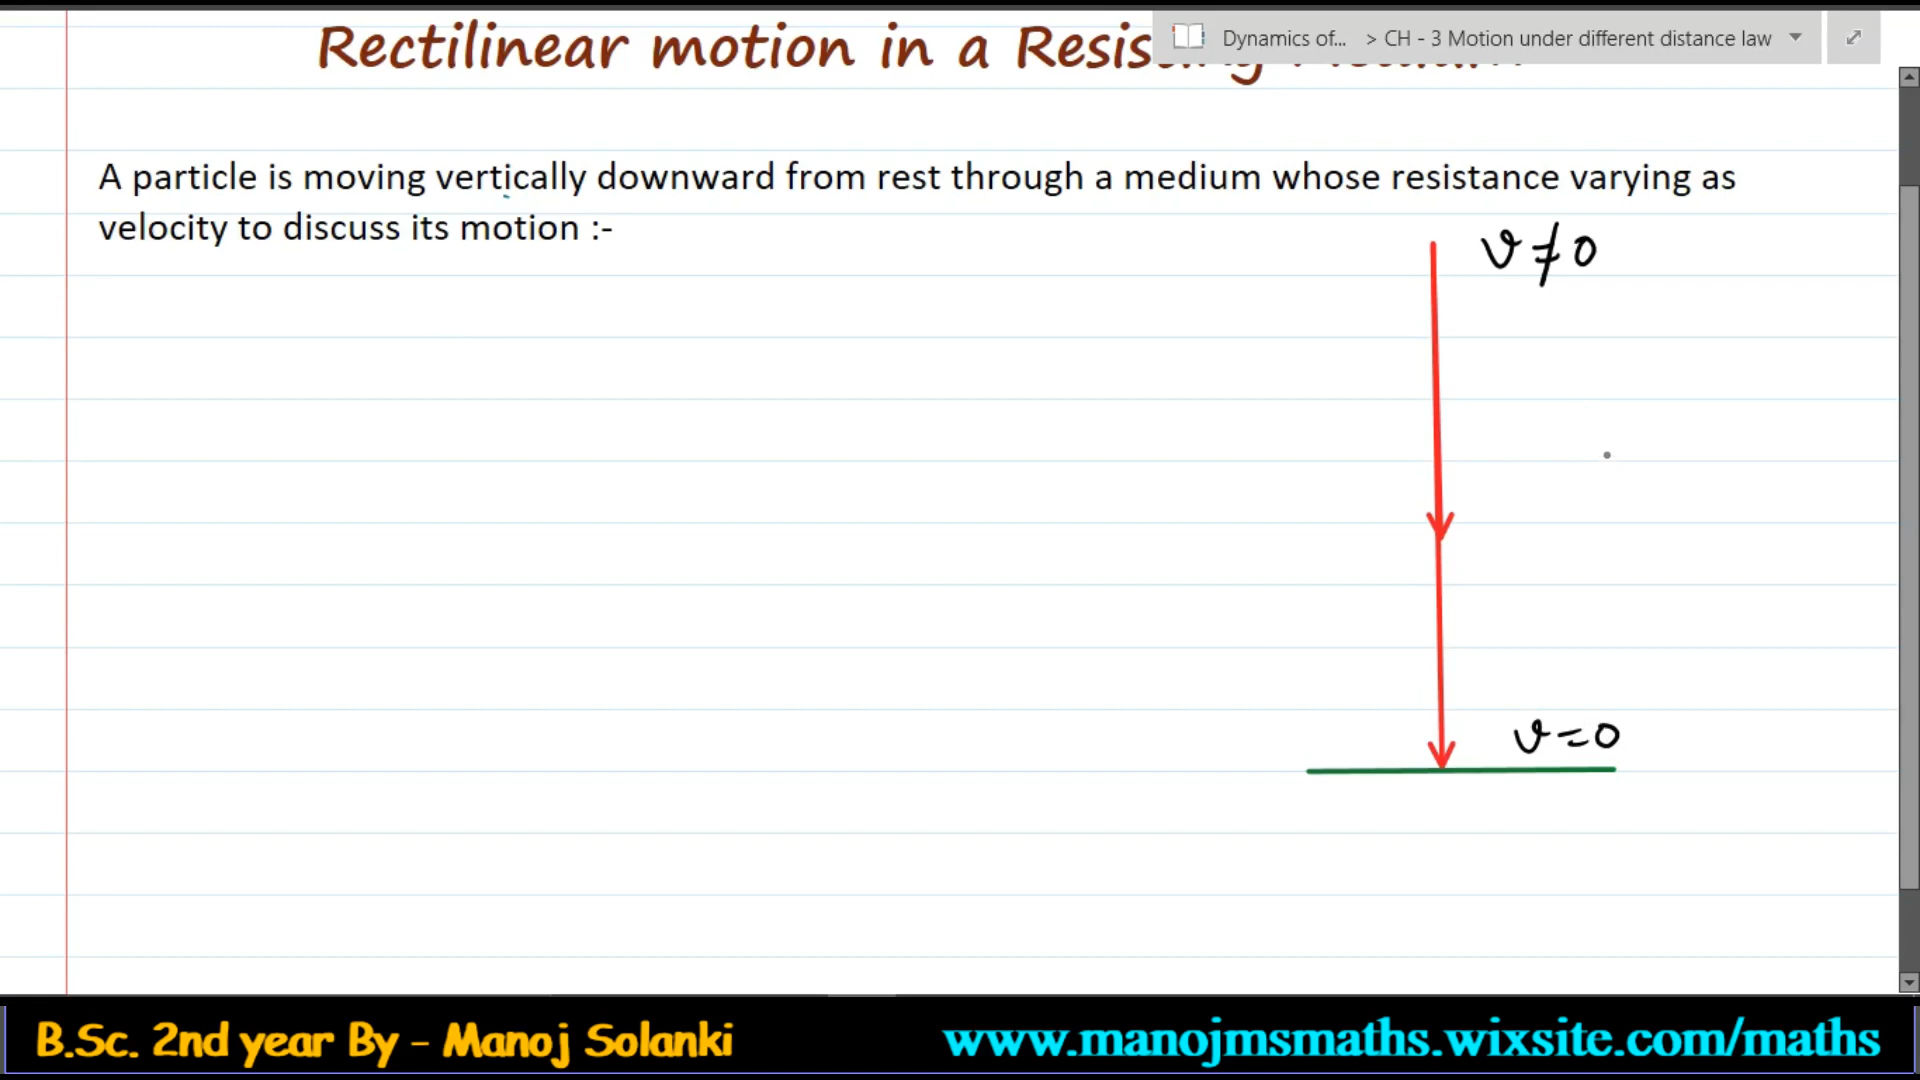 Rectilinear motion in a
Dynamics of... > CH - 3 Motion under different distance law
A particle is moving vertically downward from rest through a medium whose resistance varying as
velocity to discuss its motion :-
v ≠ 0
v = 0
B.Sc. 2nd year By - Manoj Solanki
www.manojmsmaths.wixsite.com/maths